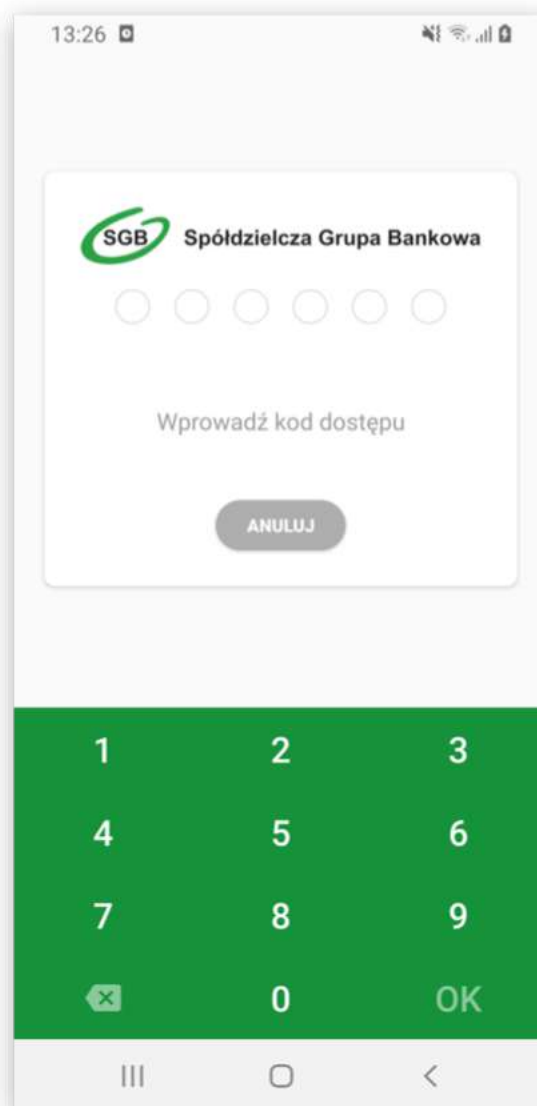 13:26
SGB Spółdzielcza Grupa Bankowa
Wprowadź kod dostępu
ANULUJ
1 2 3
4 5 6
7 8 9
0 OK